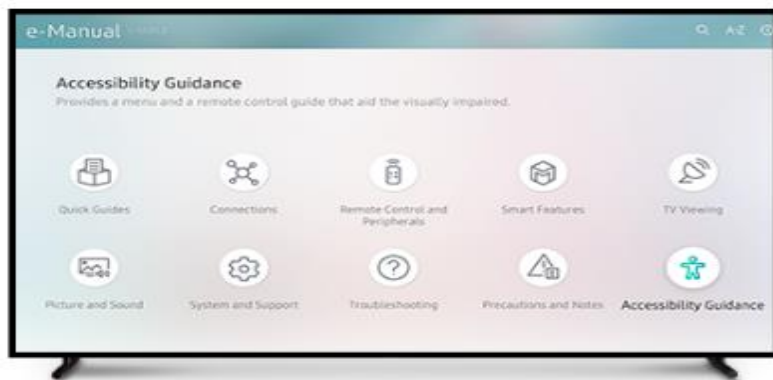 e-Manual
A-Z
Accessibility Guidance
Provides a menu and a remote control guide that aid the visually impaired.
Quick Guides
Connections
Remote Control and
Peripherals
Smart Features
TV Viewing
Picture and Sound
System and Support
Troubleshooting
Precautions and Notes
Accessibility Guidance